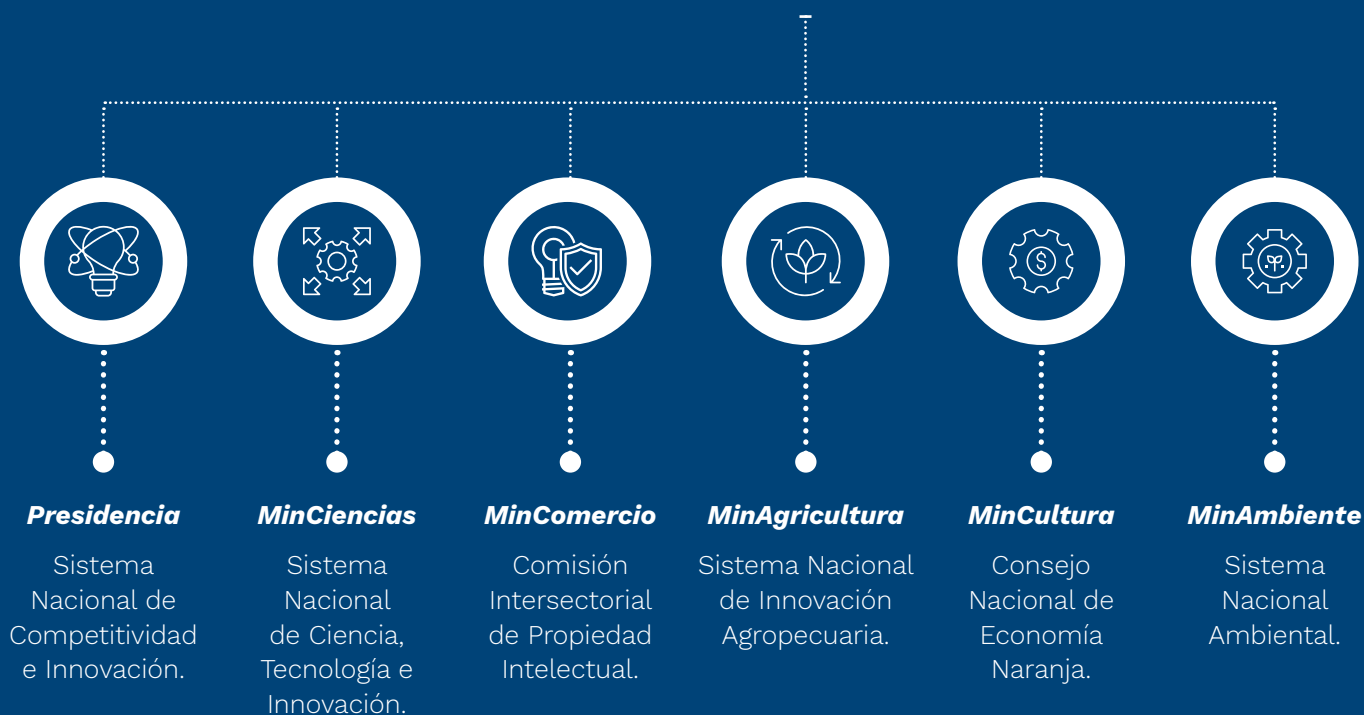 Presidencia
Sistema
Nacional de
Competitividad
e Innovación.
MinCiencias
Sistema
Nacional
de Ciencia,
Tecnología e
Innovación.
MinComercio
Comisión
Intersectorial
de Propiedad
Intelectual.
MinAgricultura
Sistema Nacional
de Innovación
Agropecuaria.
MinCultura
Consejo
Nacional de
Economía
Naranja.
MinAmbiente
Sistema
Nacional
Ambiental.